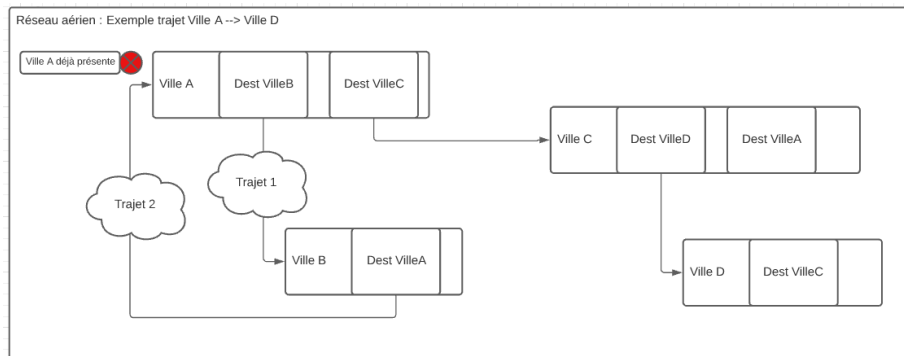 Réseau aérien : Exemple trajet Ville A --> Ville D
Ville A déjà présente
Ville A
Dest VilleB
Dest VilleC
Ville C
Dest VilleD
Dest VilleA
Trajet 1
Trajet 2
Ville B
Dest VilleA
Ville D
Dest VilleC